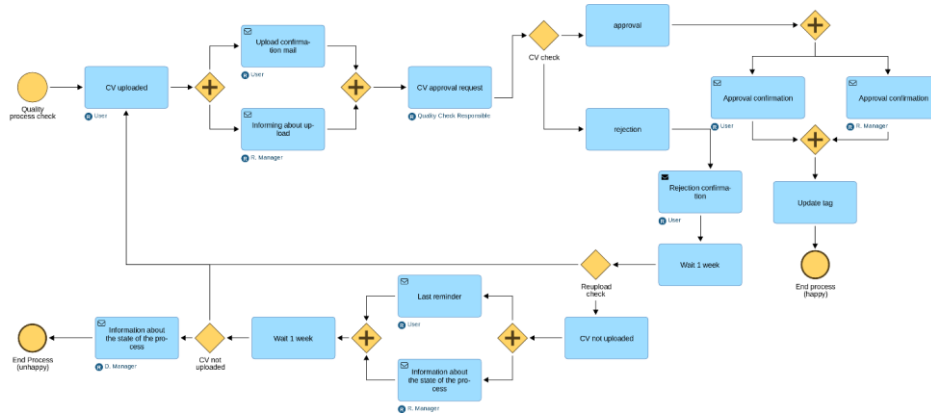 Quality
process check
CV uploaded
R User
Upload confirma-
tion mail
R User
Informing about up-
load
R R. Manager
CV approval request
R Quality Check Responsible
CV check
approval
rejection
Approval confirmation
R User
Approval confirmation
R R. Manager
Update lag
End process
(happy)
Rejection confirma-
tion
R User
Wait 1 week
Reupload
check
CV not uploaded
Last reminder
R User
Information about
the state of the pro-
cess
R R. Manager
Wait 1 week
CV not
uploaded
Information about
the state of the pro-
cess
R D. Manager
End Process
(unhappy)